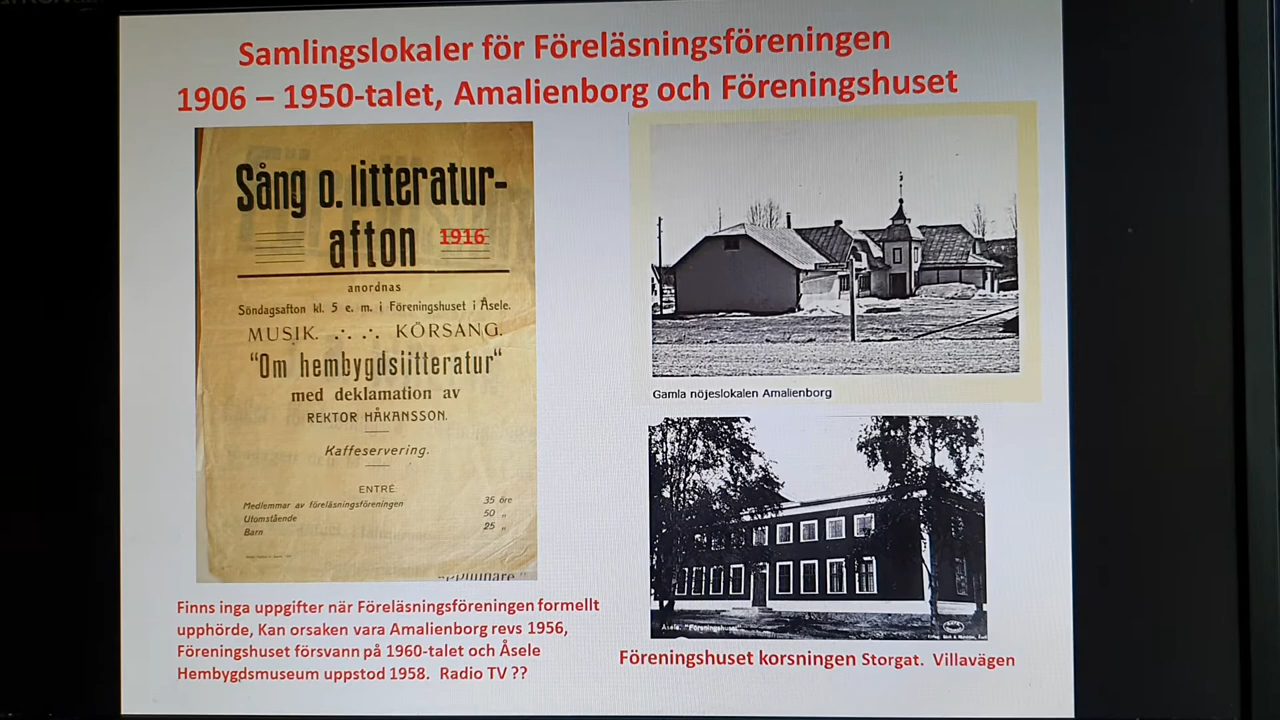 Samlingslokaler för Föreläsningsföreningen
1906 – 1950-talet, Amalienborg och Föreningshuset
Sång o. litteratur-
afton 1916
anordnas
Söndagsafton kl. 5 e. m. i Föreningshuset i Åsele.
MUSIK. KÖRSÅNG.
"Om hembygdslitteratur"
med deklamation av
REKTOR HÅKANSSON.
Kaffeservering.
ENTRÉ
Medlemmar av föreläsningsföreningen 35 öre
Utomstående 50 „
Barn 25 „
Finns inga uppgifter när Föreläsningsföreningen formellt
upphörde, Kan orsaken vara Amalienborg revs 1956,
Föreningshuset försvann på 1960-talet och Åsele
Hembygdsmuseum uppstod 1958. Radio TV ??
Gamla nöjeslokalen Amalienborg
Åsele. "Föreningshuset"
Föreningshuset korsningen Storgat. Villavägen